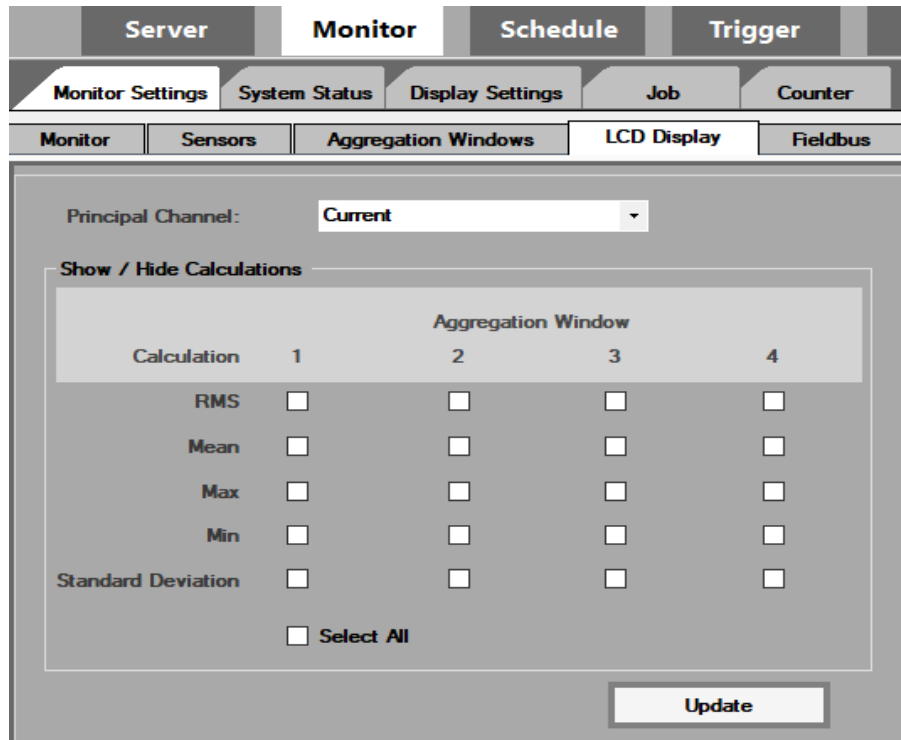 Server Monitor Schedule Trigger
Monitor Settings System Status Display Settings Job Counter
Monitor Sensors Aggregation Windows LCD Display Fieldbus
Principal Channel: Current
Show / Hide Calculations
Aggregation Window
Calculation 1 2 3 4
RMS
Mean
Max
Min
Standard Deviation
Select All
Update